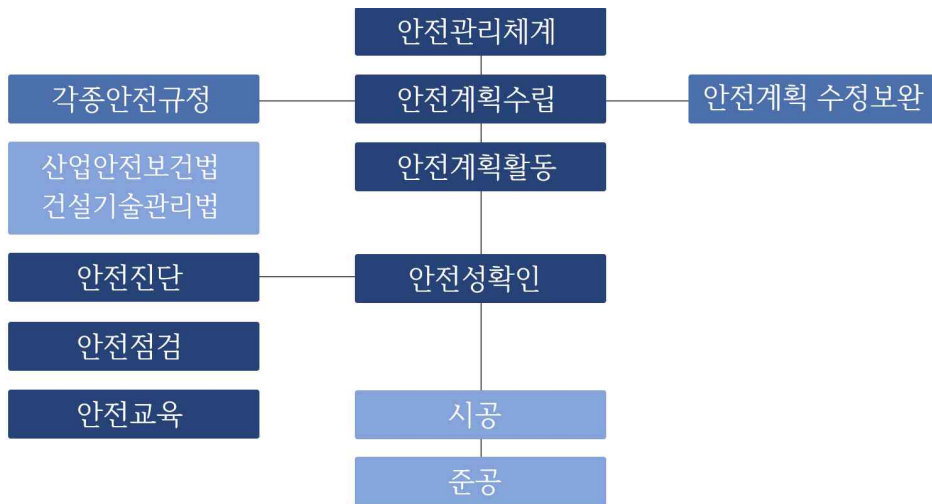 안전관리체계
각종안전규정
안전계획수립
안전계획 수정보완
산업안전보건법
건설기술관리법
안전계획활동
안전진단
안전성확인
안전점검
안전교육
시공
준공